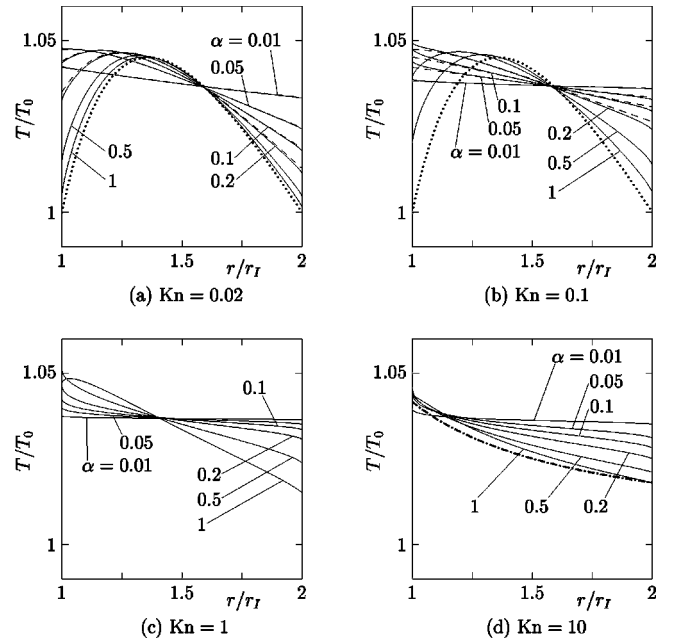 1.05
1
T/T₀
α = 0.01
0.05
0.1
0.2
0.5
1
1
1.5
2
r/r_I
(a) Kn = 0.02
1.05
1
T/T₀
0.1
0.05
α = 0.01
0.2
0.5
1
1
1.5
2
r/r_I
(b) Kn = 0.1
1.05
1
T/T₀
0.1
0.05
α = 0.01
0.2
0.5
1
1
1.5
2
r/r_I
(c) Kn = 1
1.05
1
T/T₀
α = 0.01
0.05
0.1
1
0.5
0.2
1
1.5
2
r/r_I
(d) Kn = 10